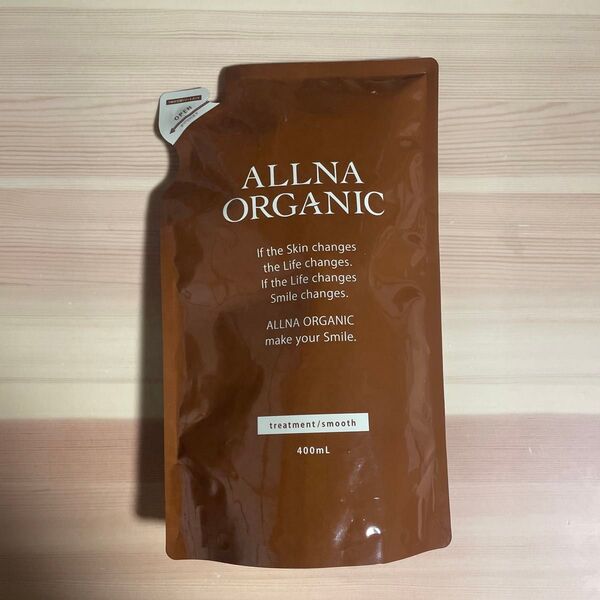 OPEN
ALLNA
ORGANIC
If the Skin changes
the Life changes.
If the Life changes
Smile changes.
ALLNA ORGANIC
make your Smile.
treatment/smooth
400mL